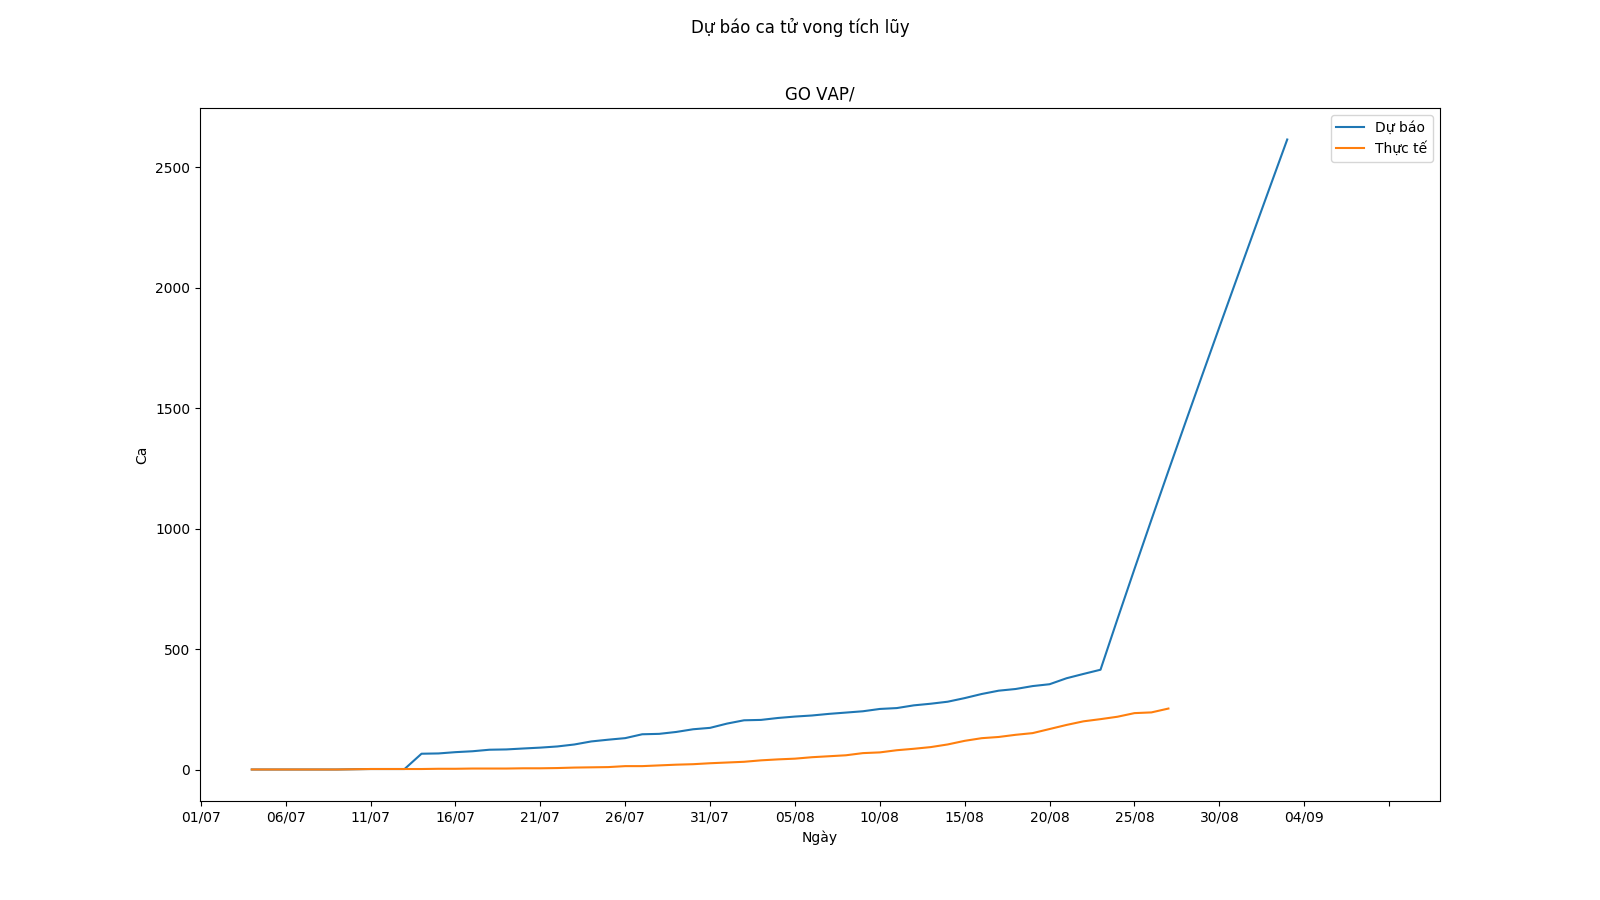 Dự báo ca tử vong tích lũy
GO VAP/
Dự báo
Thực tế
2500
2000
1500
1000
500
0
Ca
01/07 06/07 11/07 16/07 21/07 26/07 31/07 05/08 10/08 15/08 20/08 25/08 30/08 04/09
Ngày